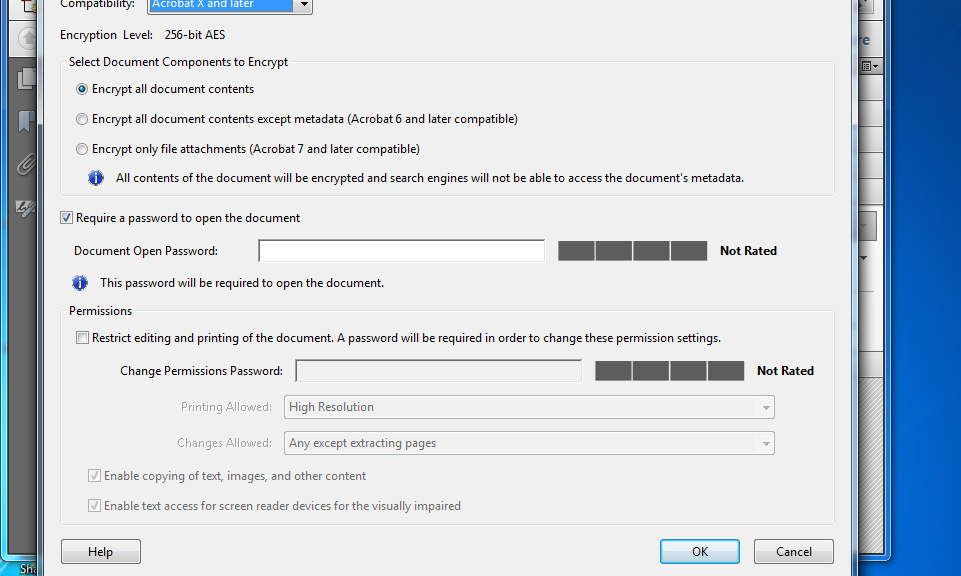 Compatibility: Acrobat X and later
Encryption Level: 256-bit AES
re
Select Document Components to Encrypt
Encrypt all document contents
Encrypt all document contents except metadata (Acrobat 6 and later compatible)
Encrypt only file attachments (Acrobat 7 and later compatible)
All contents of the document will be encrypted and search engines will not be able to access the document's metadata.
Require a password to open the document
Document Open Password: Not Rated
This password will be required to open the document.
Permissions
Restrict editing and printing of the document. A password will be required in order to change these permission settings.
Change Permissions Password: Not Rated
Printing Allowed: High Resolution
Changes Allowed: Any except extracting pages
Enable copying of text, images, and other content
Enable text access for screen reader devices for the visually impaired
Help OK Cancel
Sha